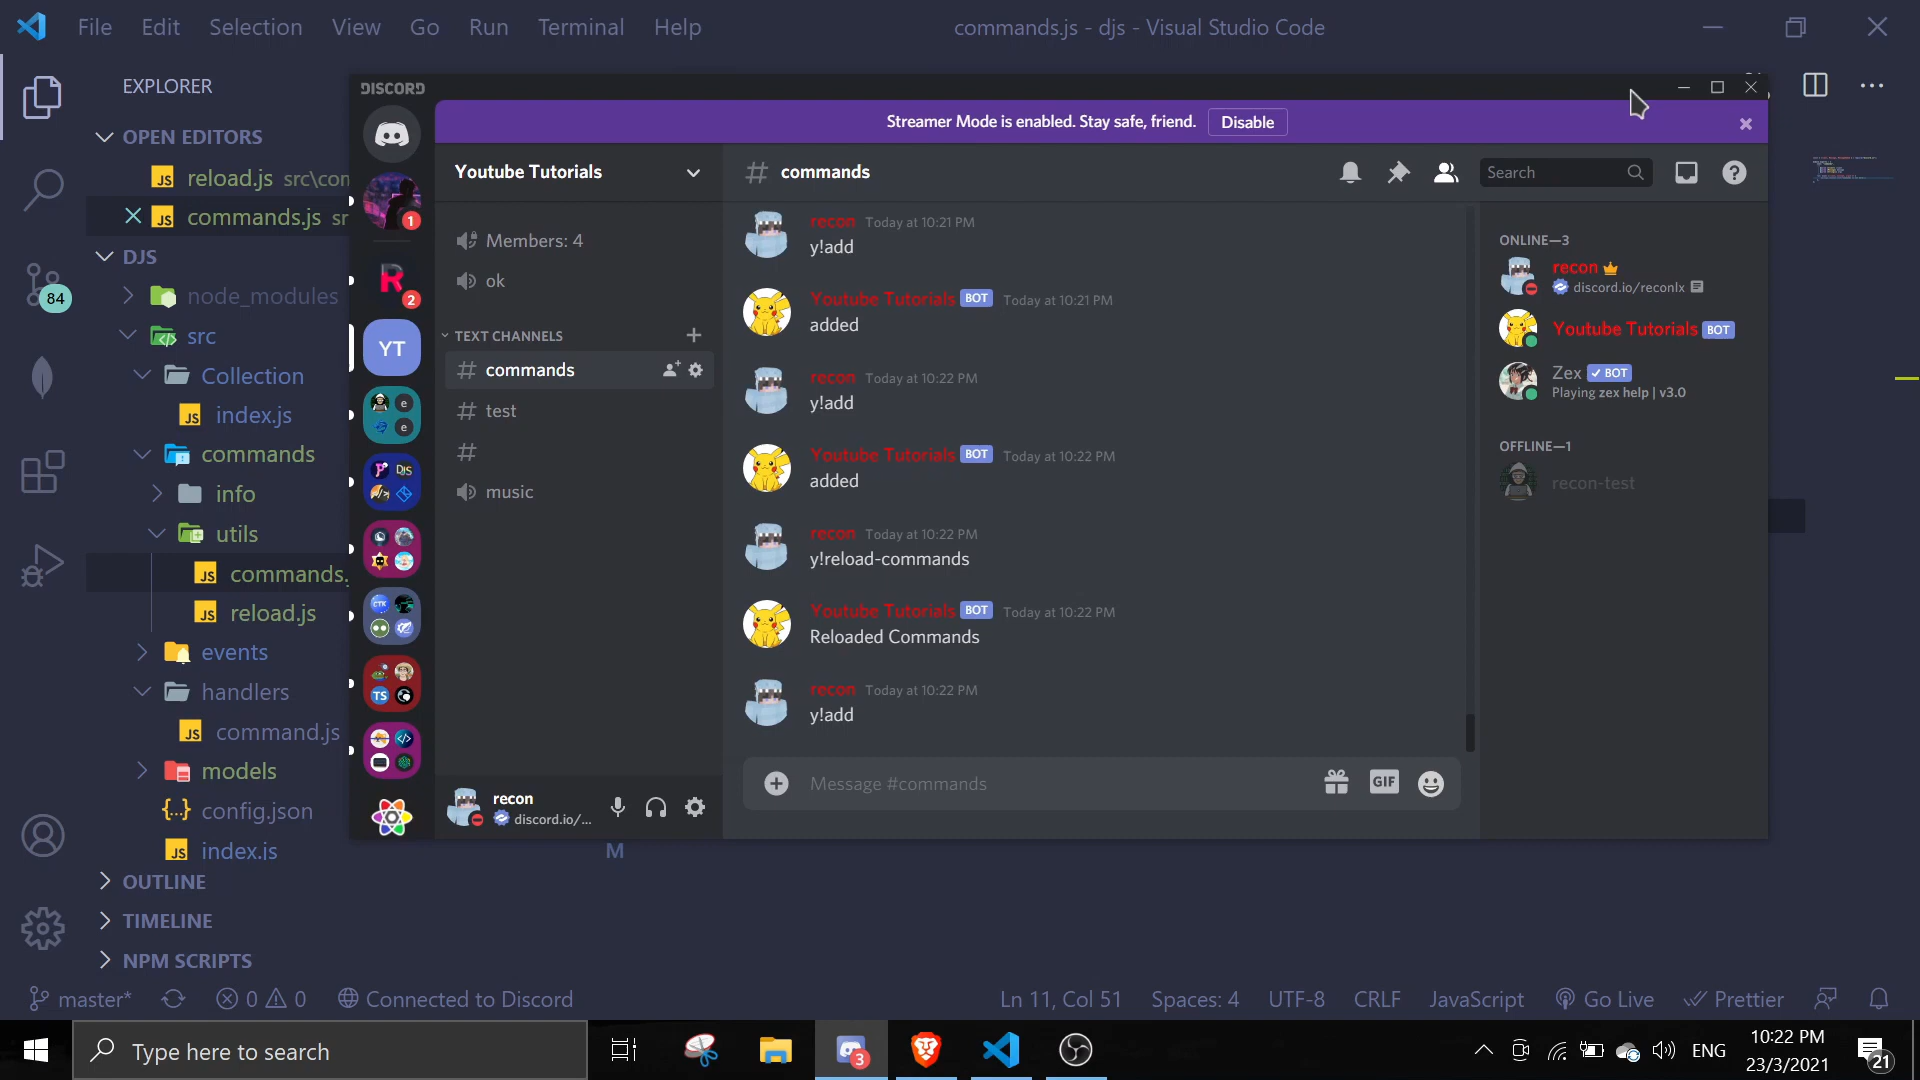 File Edit Selection View Go Run Terminal Help
commands.js - djs - Visual Studio Code
EXPLORER
OPEN EDITORS
reload.js src\com
commands.js sr
DJS
node_modules
src
Collection
index.js
commands
info
utils
commands.
reload.js
events
handlers
command.js
models
config.json
index.js
OUTLINE
TIMELINE
NPM SCRIPTS
84
DISCORD
Streamer Mode is enabled. Stay safe, friend. Disable
1
R
2
YT
Youtube Tutorials
Members: 4
ok
TEXT CHANNELS
commands
test
music
recon
discord.io/...
# commands
Search
recon Today at 10:21 PM
y!add
Youtube Tutorials BOT Today at 10:21 PM
added
recon Today at 10:22 PM
y!add
Youtube Tutorials BOT Today at 10:22 PM
added
recon Today at 10:22 PM
y!reload-commands
Youtube Tutorials BOT Today at 10:22 PM
Reloaded Commands
recon Today at 10:22 PM
y!add
Message #commands
GIF
ONLINE—3
recon
discord.io/reconlx
Youtube Tutorials BOT
Zex BOT
Playing zex help | v3.0
OFFLINE—1
recon-test
M
master* 0 0 Connected to Discord
Ln 11, Col 51 Spaces: 4 UTF-8 CRLF JavaScript Go Live Prettier
Type here to search
3
ENG
10:22 PM
23/3/2021
21